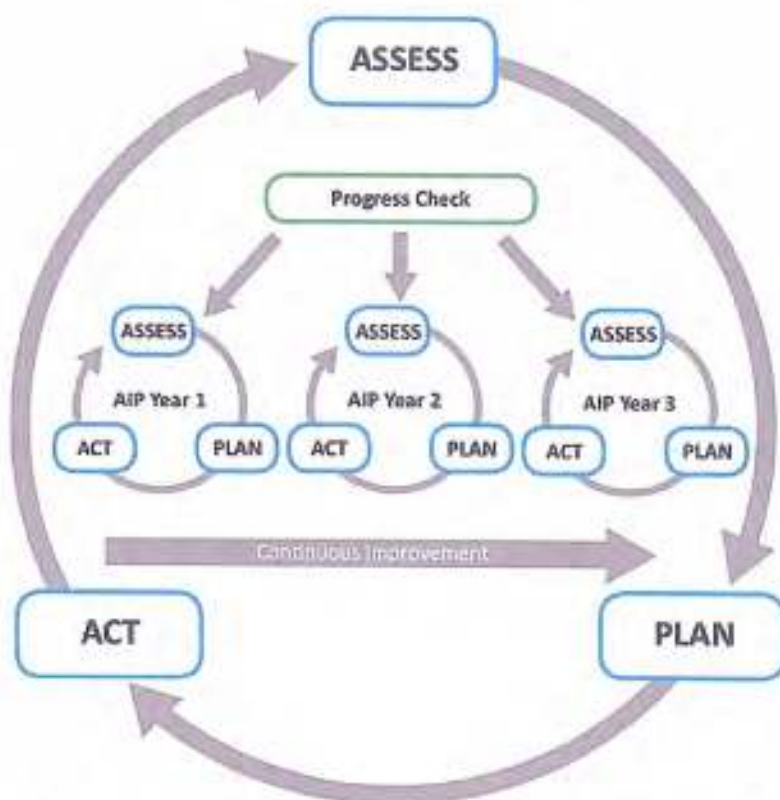 ASSESS
Progress Check
ASSESS
AIP Year 1
ACT
PLAN
ASSESS
AIP Year 2
ACT
PLAN
ASSESS
AIP Year 3
ACT
PLAN
Continuous Improvement
ACT
PLAN